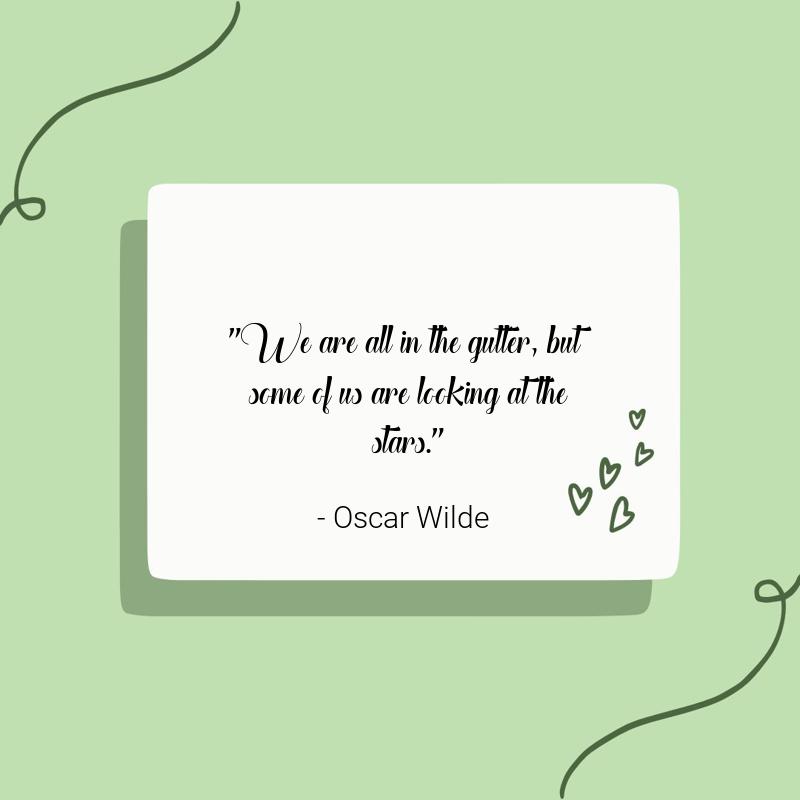 "We are all in the gutter, but
some of us are looking at the
stars."
- Oscar Wilde